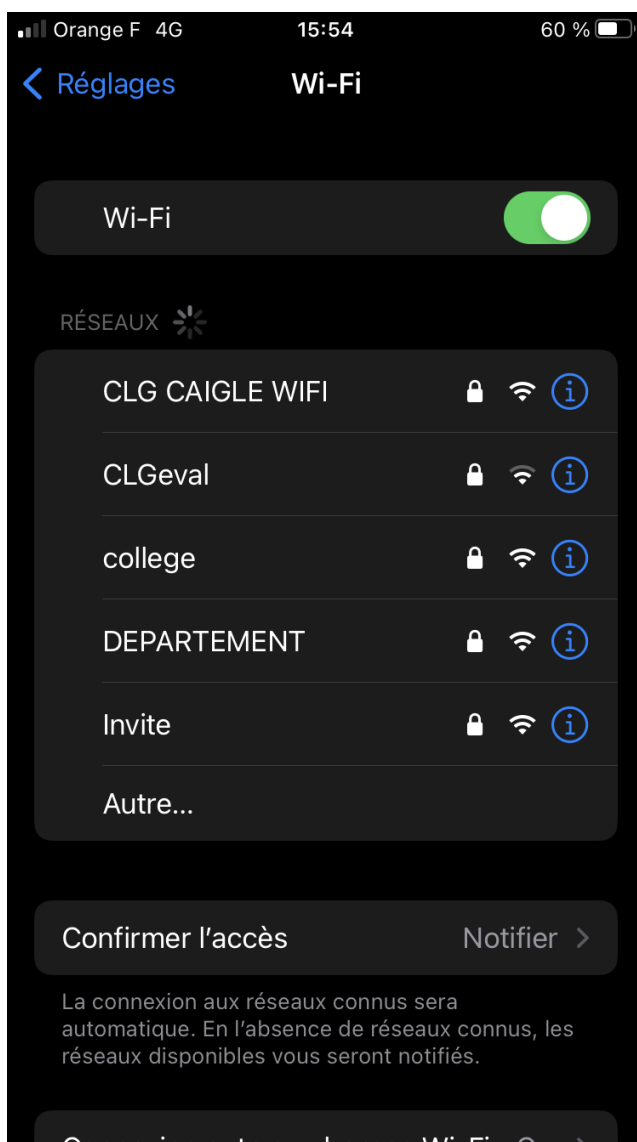 Orange F 4G 15:54 60 %
Réglages Wi-Fi
Wi-Fi
RÉSEAUX
CLG CAIGLE WIFI
CLGeval
college
DEPARTEMENT
Invite
Autre...
Confirmer l'accès Notifier
La connexion aux réseaux connus sera
automatique. En l'absence de réseaux connus, les
réseaux disponibles vous seront notifiés.